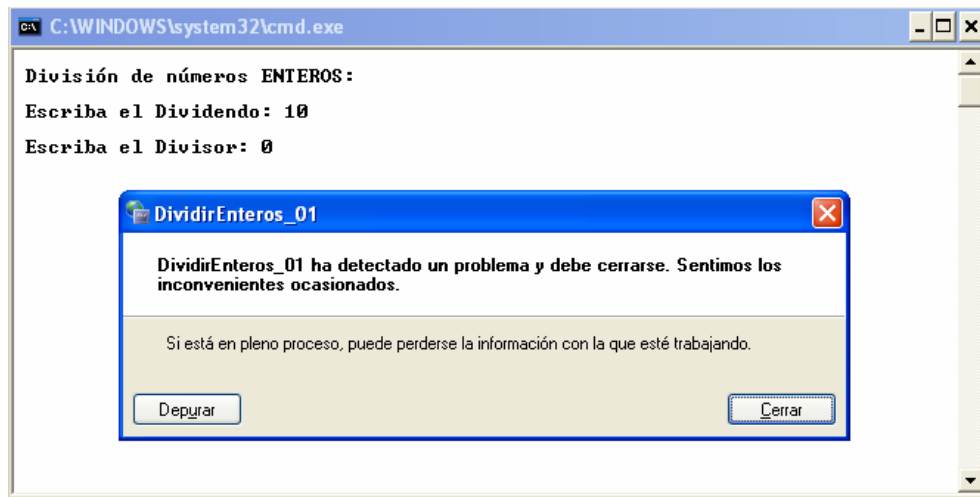 C:\WINDOWS\system32\cmd.exe
División de números ENTEROS:
Escriba el Dividendo: 10
Escriba el Divisor: 0
DividirEnteros_01
DividirEnteros_01 ha detectado un problema y debe cerrarse. Sentimos los
inconvenientes ocasionados.
Si está en pleno proceso, puede perderse la información con la que esté trabajando.
Depurar
Cerrar